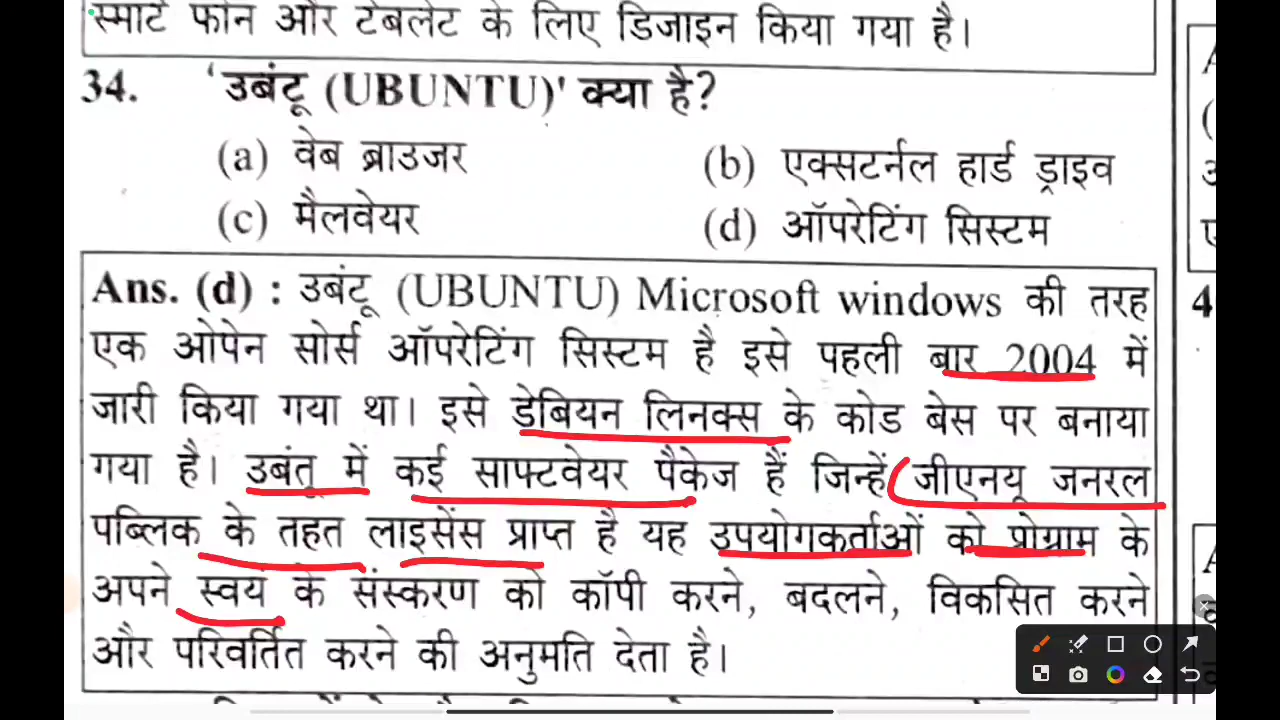 स्मार्ट फोन और टेबलेट के लिए डिजाइन किया गया है।
34. 'उबंटू (UBUNTU)' क्या है?
(a) वेब ब्राउजर (b) एक्सटर्नल हार्ड ड्राइव
(c) मैलवेयर (d) ऑपरेटिंग सिस्टम
Ans. (d) : उबंटू (UBUNTU) Microsoft windows की तरह
एक ओपेन सोर्स ऑपरेटिंग सिस्टम है इसे पहली बार 2004 में
जारी किया गया था। इसे डेबियन लिनक्स के कोड बेस पर बनाया
गया है। उबंतू में कई साफ्टवेयर पैकेज हैं जिन्हें जीएनयू जनरल
पब्लिक के तहत लाइसेंस प्राप्त है यह उपयोगकर्ताओं को प्रोग्राम के
अपने स्वयं के संस्करण को कॉपी करने, बदलने, विकसित करने
और परिवर्तित करने की अनुमति देता है।
4